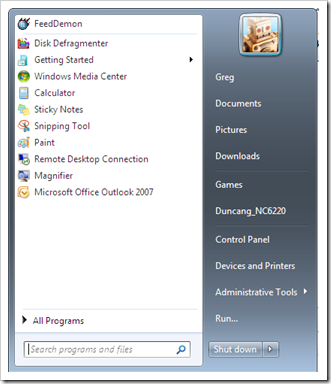 FeedDemon
Disk Defragmenter
Getting Started
Windows Media Center
Calculator
Sticky Notes
Snipping Tool
Paint
Remote Desktop Connection
Magnifier
Microsoft Office Outlook 2007
All Programs
Search programs and files
Greg
Documents
Pictures
Downloads
Games
Duncang_NC6220
Control Panel
Devices and Printers
Administrative Tools
Run...
Shut down